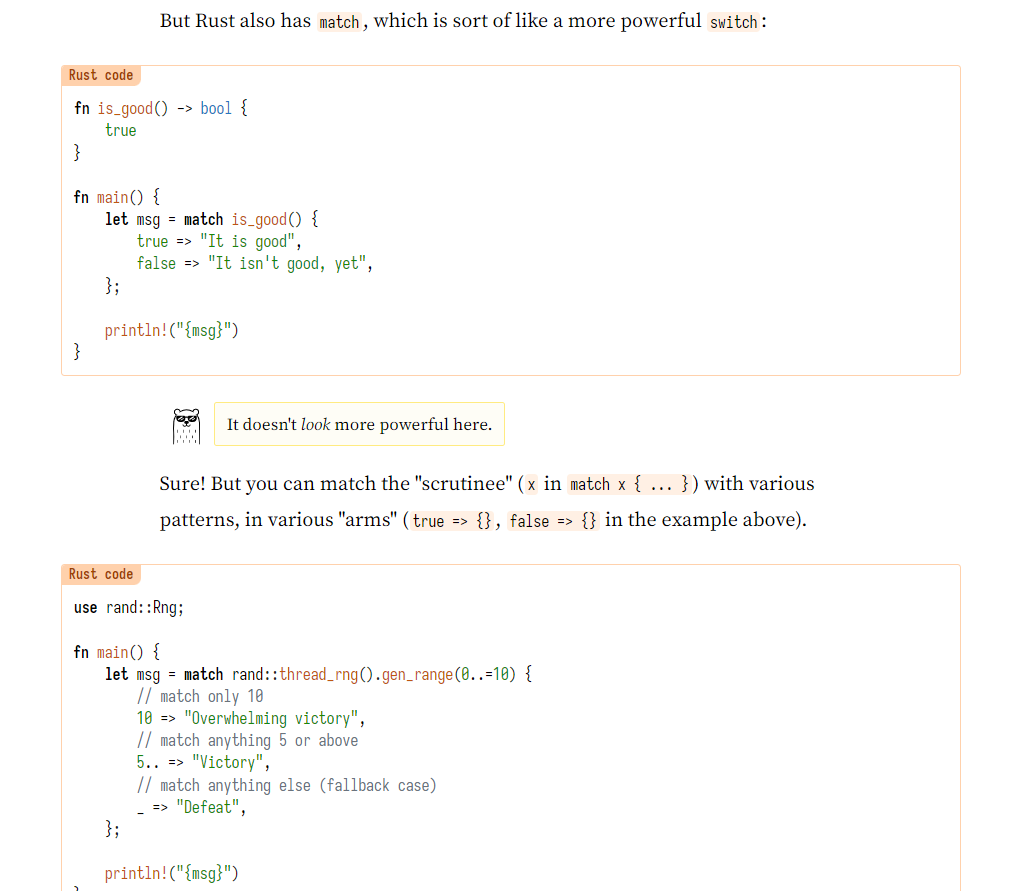 But Rust also has match, which is sort of like a more powerful switch:
Rust code
fn is_good() -> bool {
    true
}
fn main() {
    let msg = match is_good() {
        true => "It is good",
        false => "It isn't good, yet",
    };
    println!("{msg}")
}
It doesn't look more powerful here.
Sure! But you can match the "scrutinee" (x in match x { ... }) with various
patterns, in various "arms" (true => {}, false => {} in the example above).
Rust code
use rand::Rng;
fn main() {
    let msg = match rand::thread_rng().gen_range(0..=10) {
        // match only 10
        10 => "Overwhelming victory",
        // match anything 5 or above
        5.. => "Victory",
        // match anything else (fallback case)
        _ => "Defeat",
    };
    println!("{msg}")